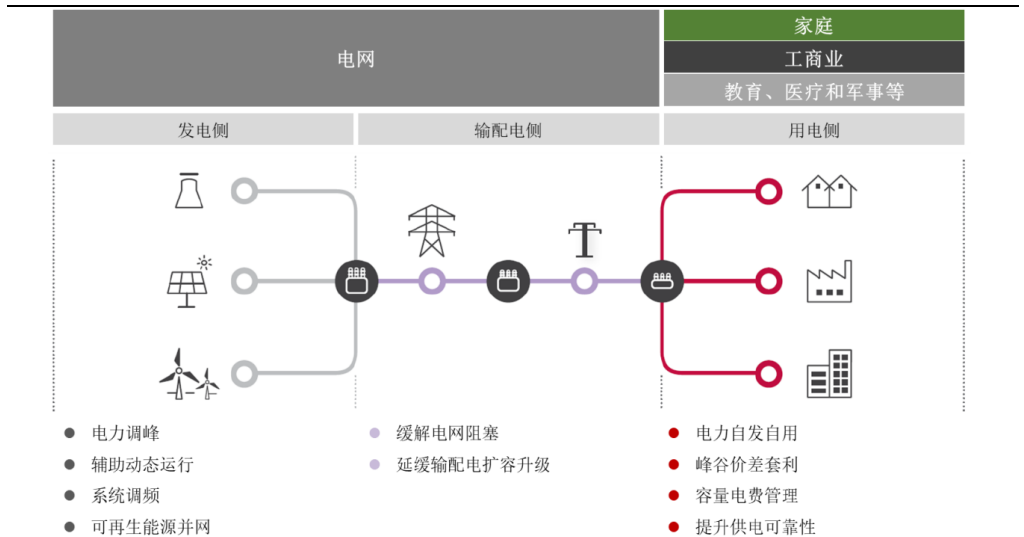 电网
家庭
工商业
教育、医疗和军事等
发电侧
输配电侧
用电侧
电力调峰
辅助动态运行
系统调频
可再生能源并网
缓解电网阻塞
延缓输配电扩容升级
电力自发自用
峰谷价差套利
容量电费管理
提升供电可靠性